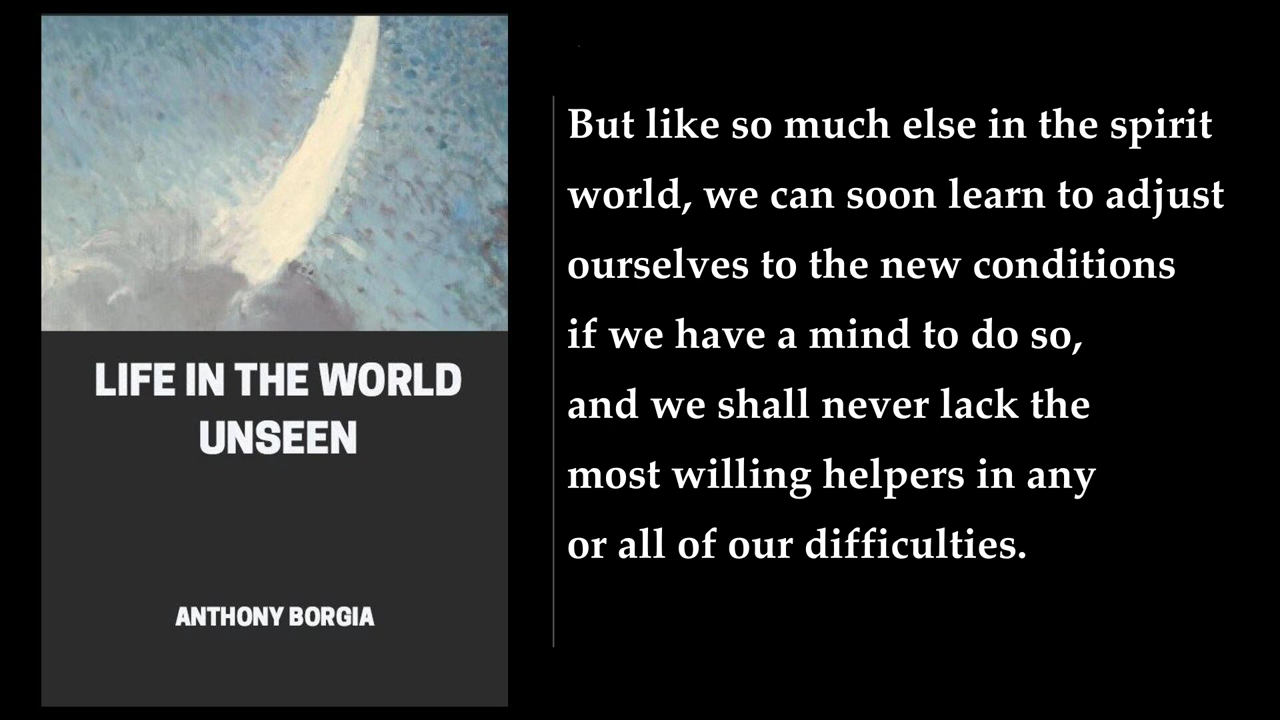 LIFE IN THE WORLD
UNSEEN
ANTHONY BORGIA
But like so much else in the spirit
world, we can soon learn to adjust
ourselves to the new conditions
if we have a mind to do so,
and we shall never lack the
most willing helpers in any
or all of our difficulties.